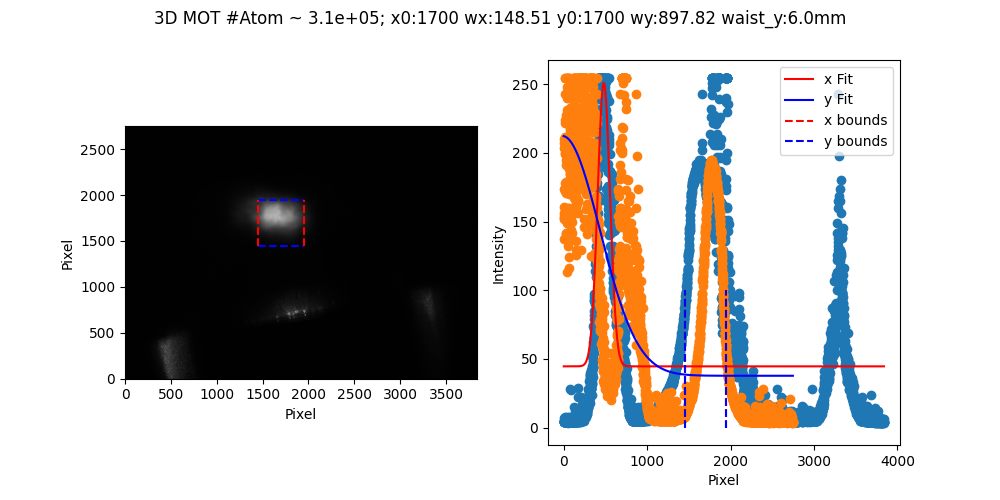 3D MOT #Atom ~ 3.1e+05; x0:1700 wx:148.51 y0:1700 wy:897.82 waist_y:6.0mm
2500
2000
1500
1000
500
0
Pixel
0 500 1000 1500 2000 2500 3000 3500
Pixel
250
200
150
100
50
0
Intensity
0 1000 2000 3000 4000
Pixel
x Fit
y Fit
x bounds
y bounds